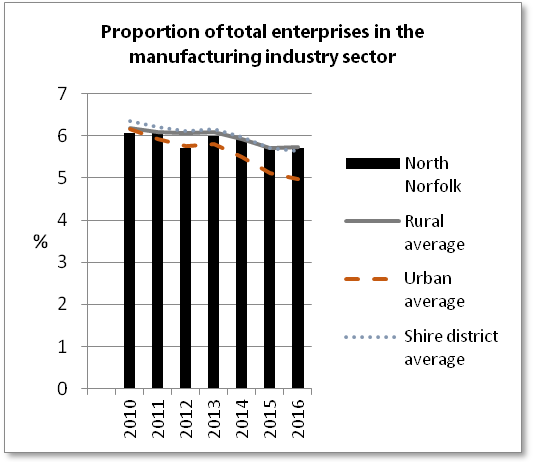 Proportion of total enterprises in the
manufacturing industry sector
7
6
5
4
3
2
1
0
%
2010
2011
2012
2013
2014
2015
2016
North
Norfolk
Rural
average
Urban
average
Shire district
average